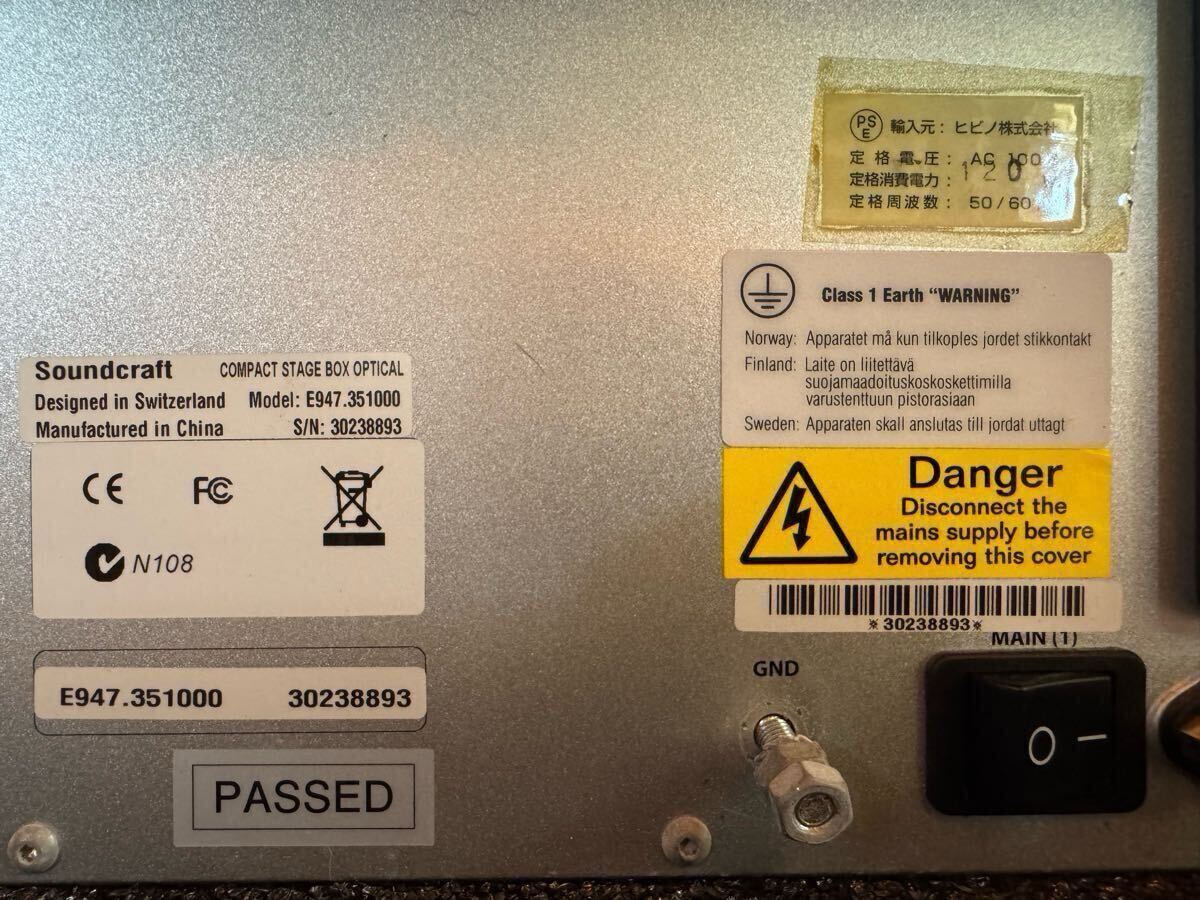 PS
E
輸入元：ヒビノ株式会社
定格電圧：AC 100
定格消費電力：120
定格周波数：50/60
Class 1 Earth “WARNING”
Norway: Apparatet må kun tilkoples jordet stikkontakt
Finland: Laite on liitettävä
suojamaadoituskoskoskettimilla
varustenttuun pistorasiaan
Sweden: Apparaten skall anslutas till jordat uttagt
Soundcraft COMPACT STAGE BOX OPTICAL
Designed in Switzerland Model: E947.351000
Manufactured in China S/N: 30238893
CE FC
N108
Danger
Disconnect the
mains supply before
removing this cover
*30238893*
MAIN (1)
GND
E947.351000 30238893
PASSED
O –